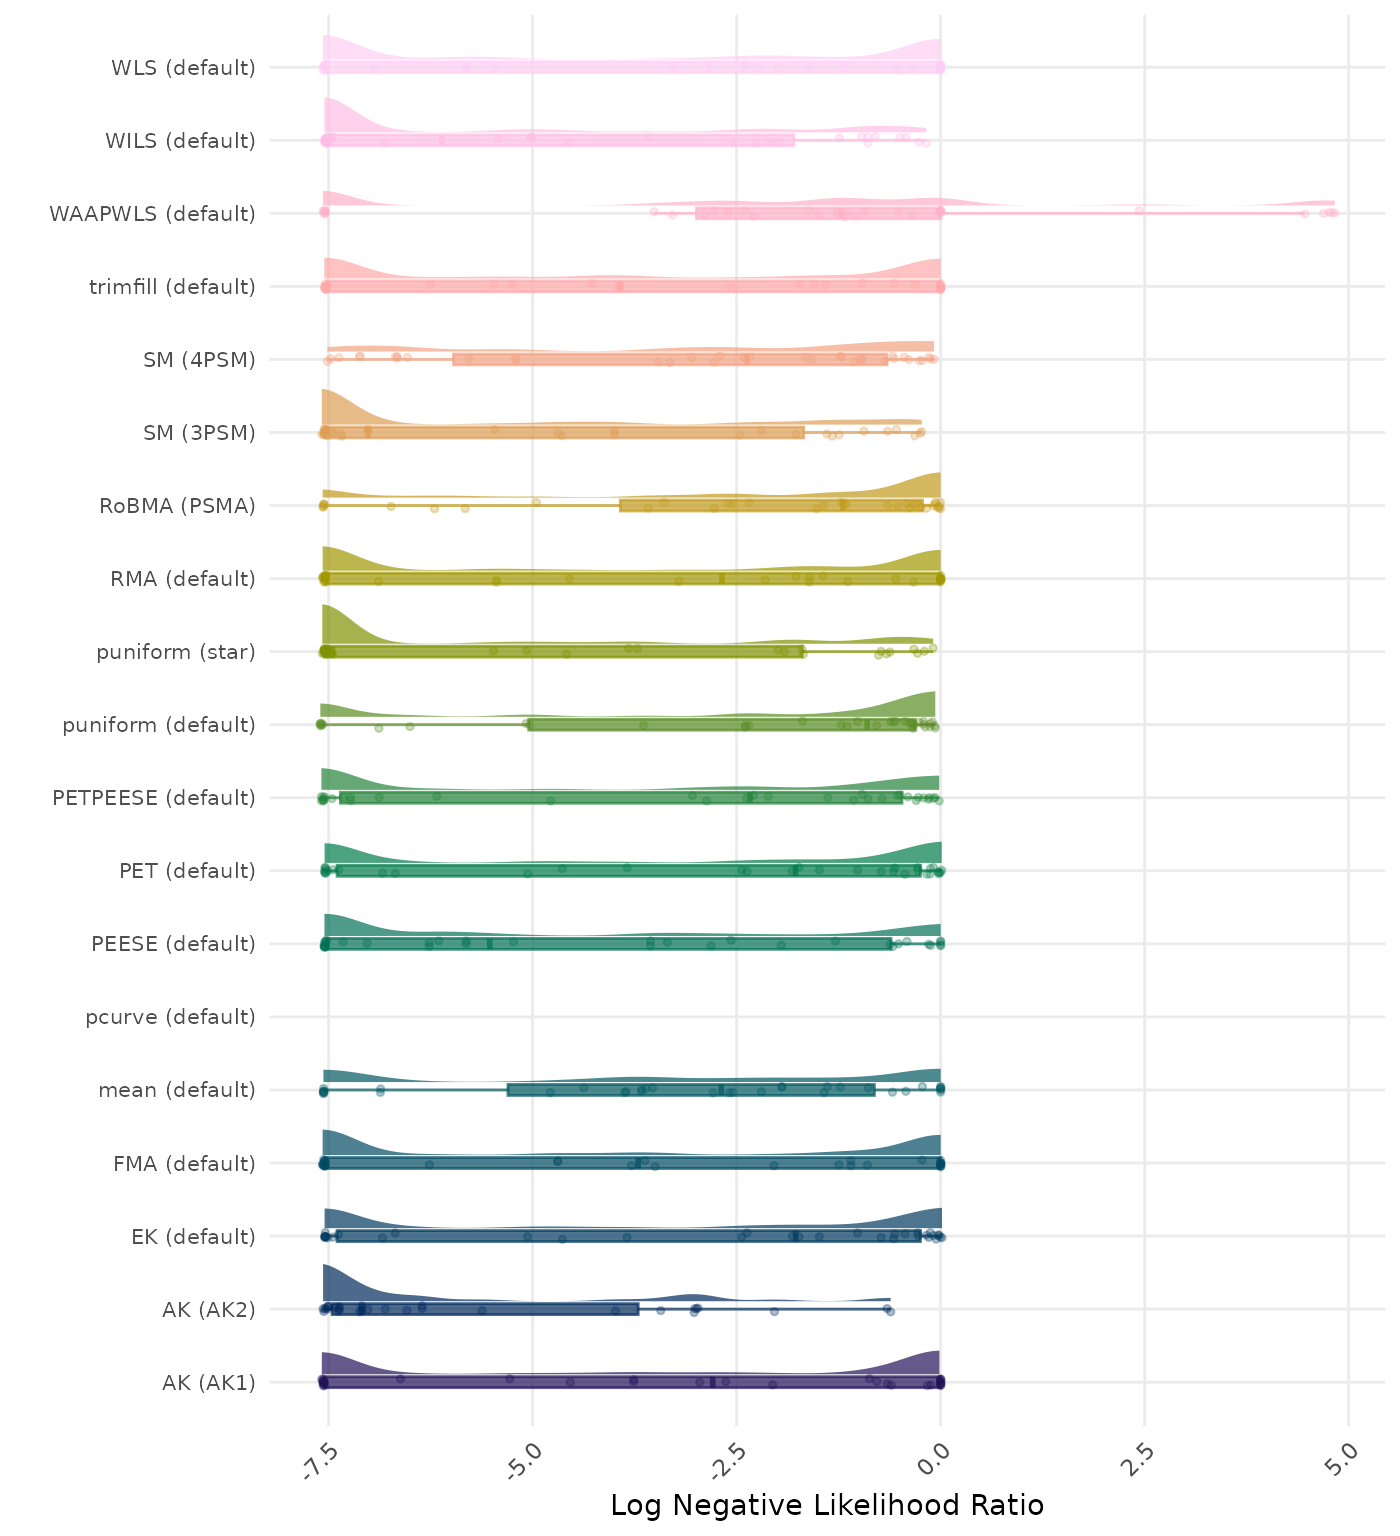 WLS (default)
WILS (default)
WAAPWLS (default)
trimfill (default)
SM (4PSM)
SM (3PSM)
RoBMA (PSMA)
RMA (default)
puniform (star)
puniform (default)
PETPEESE (default)
PET (default)
PEESE (default)
pcurve (default)
mean (default)
FMA (default)
EK (default)
AK (AK2)
AK (AK1)
-7.5 -5.0 -2.5 0.0 2.5 5.0
Log Negative Likelihood Ratio